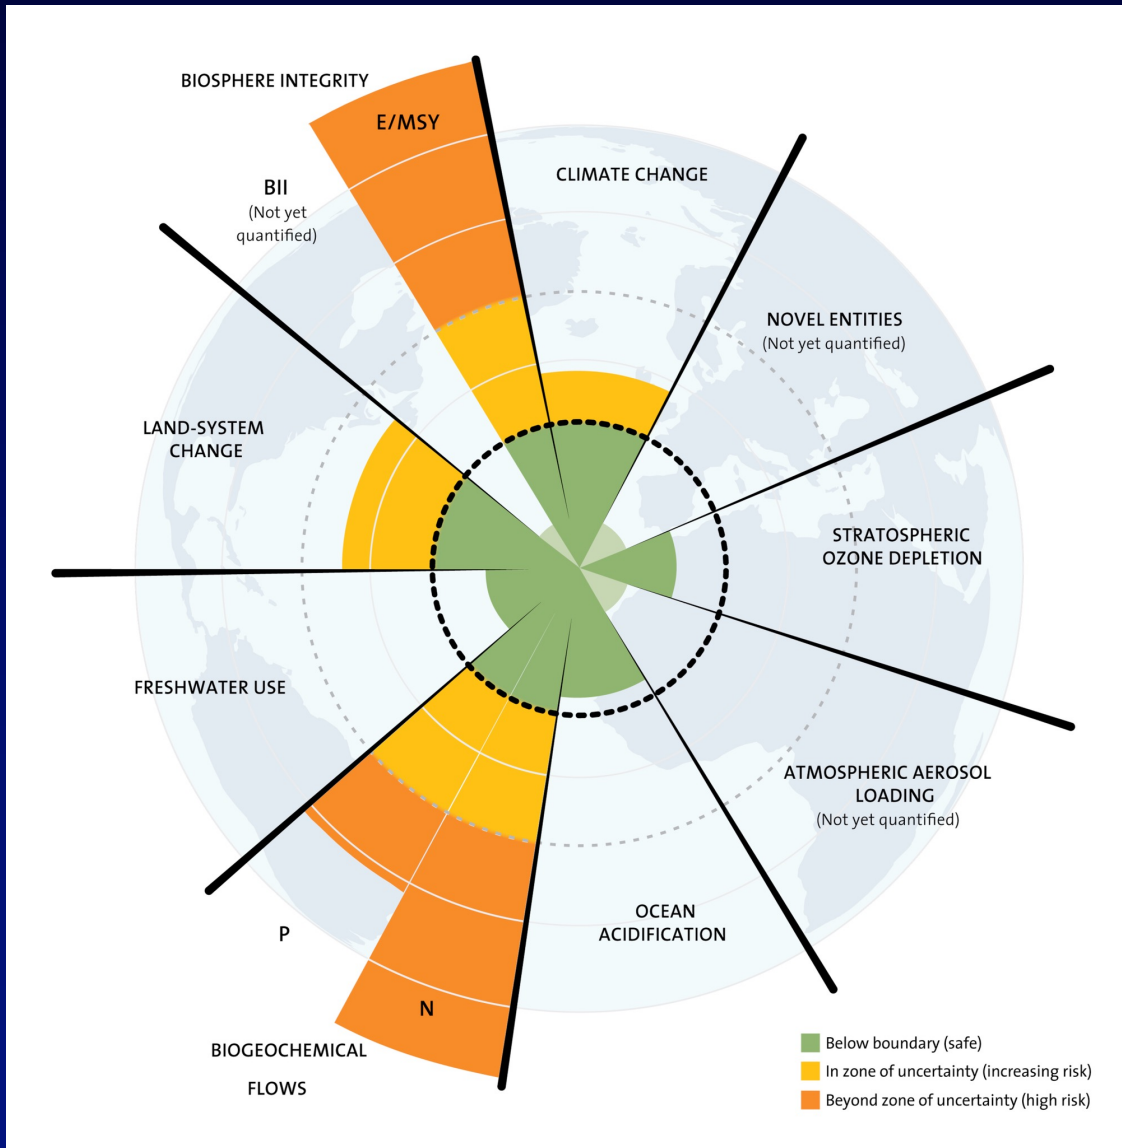 BIOSPHERE INTEGRITY
E/MSY
BII
(Not yet
quantified)
CLIMATE CHANGE
NOVEL ENTITIES
(Not yet quantified)
LAND-SYSTEM
CHANGE
STRATOSPHERIC
OZONE DEPLETION
FRESHWATER USE
ATMOSPHERIC AEROSOL
LOADING
(Not yet quantified)
OCEAN
ACIDIFICATION
P
N
BIOGEOCHEMICAL
FLOWS
Below boundary (safe)
In zone of uncertainty (increasing risk)
Beyond zone of uncertainty (high risk)